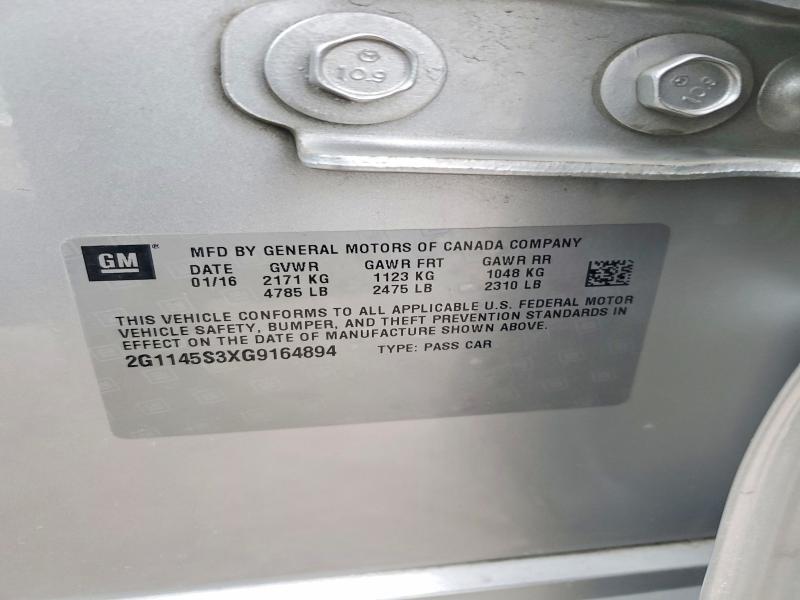 10.9
10.9
GM®
MFD BY GENERAL MOTORS OF CANADA COMPANY
DATE GVWR GAWR FRT GAWR RR
01/16 2171 KG 1123 KG 1048 KG
4785 LB 2475 LB 2310 LB
THIS VEHICLE CONFORMS TO ALL APPLICABLE U.S. FEDERAL MOTOR
VEHICLE SAFETY, BUMPER, AND THEFT PREVENTION STANDARDS IN
EFFECT ON THE DATE OF MANUFACTURE SHOWN ABOVE.
2G1145S3XG9164894 TYPE: PASS CAR